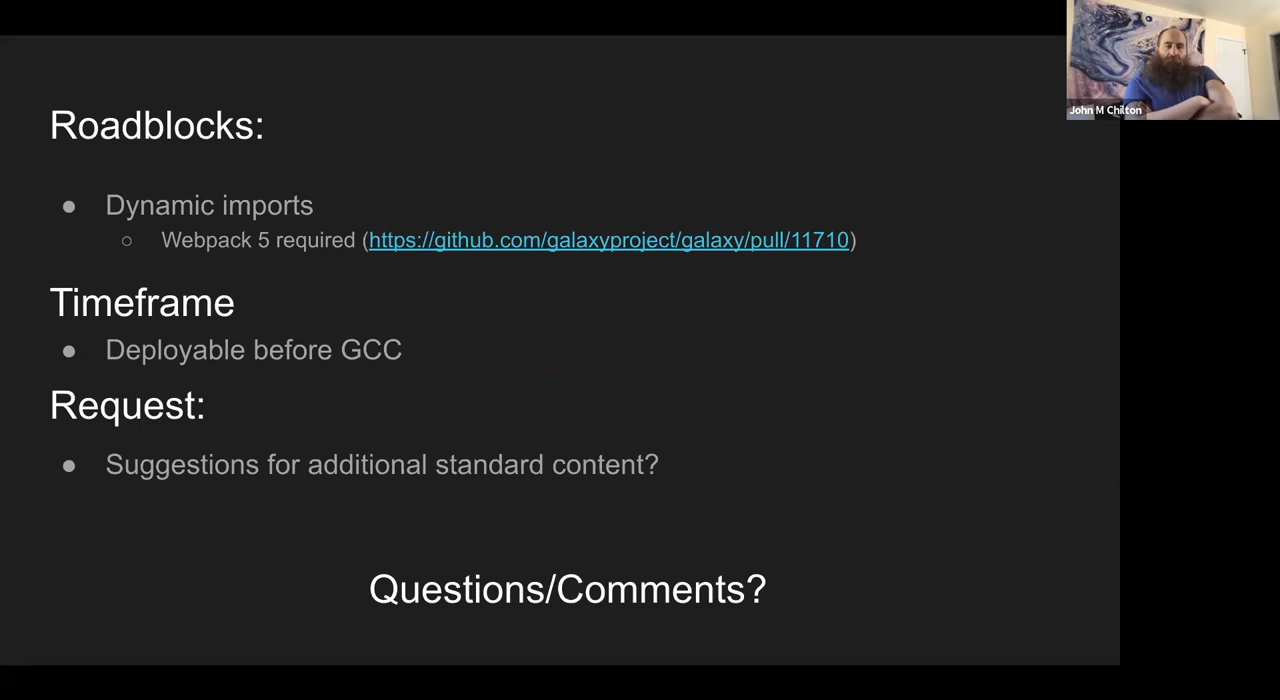 John M Chilton
Roadblocks:
● Dynamic imports
○ Webpack 5 required (https://github.com/galaxyproject/galaxy/pull/11710)
Timeframe
● Deployable before GCC
Request:
● Suggestions for additional standard content?
Questions/Comments?